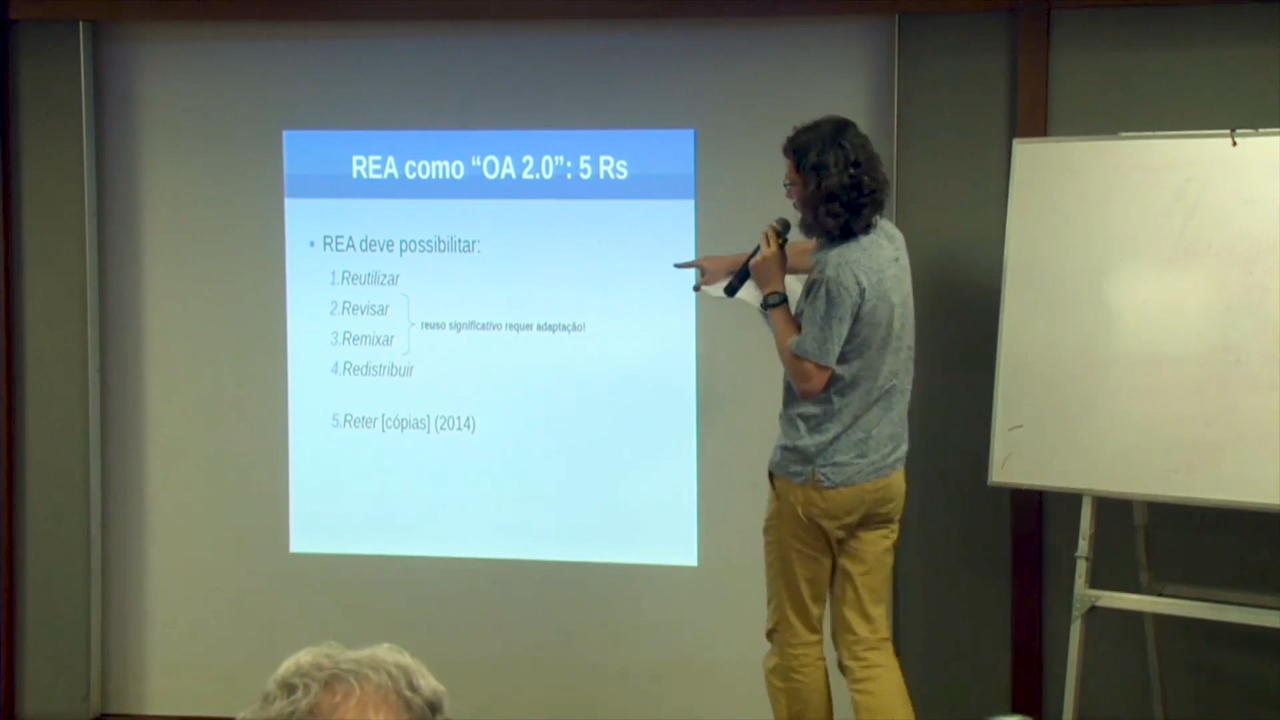 REA como “OA 2.0”: 5 Rs
▪ REA deve possibilitar:
1.Reutilizar
2.Revisar
reuso significativo requer adaptação!
3.Remixar
4.Redistribuir
5.Reter [cópias] (2014)